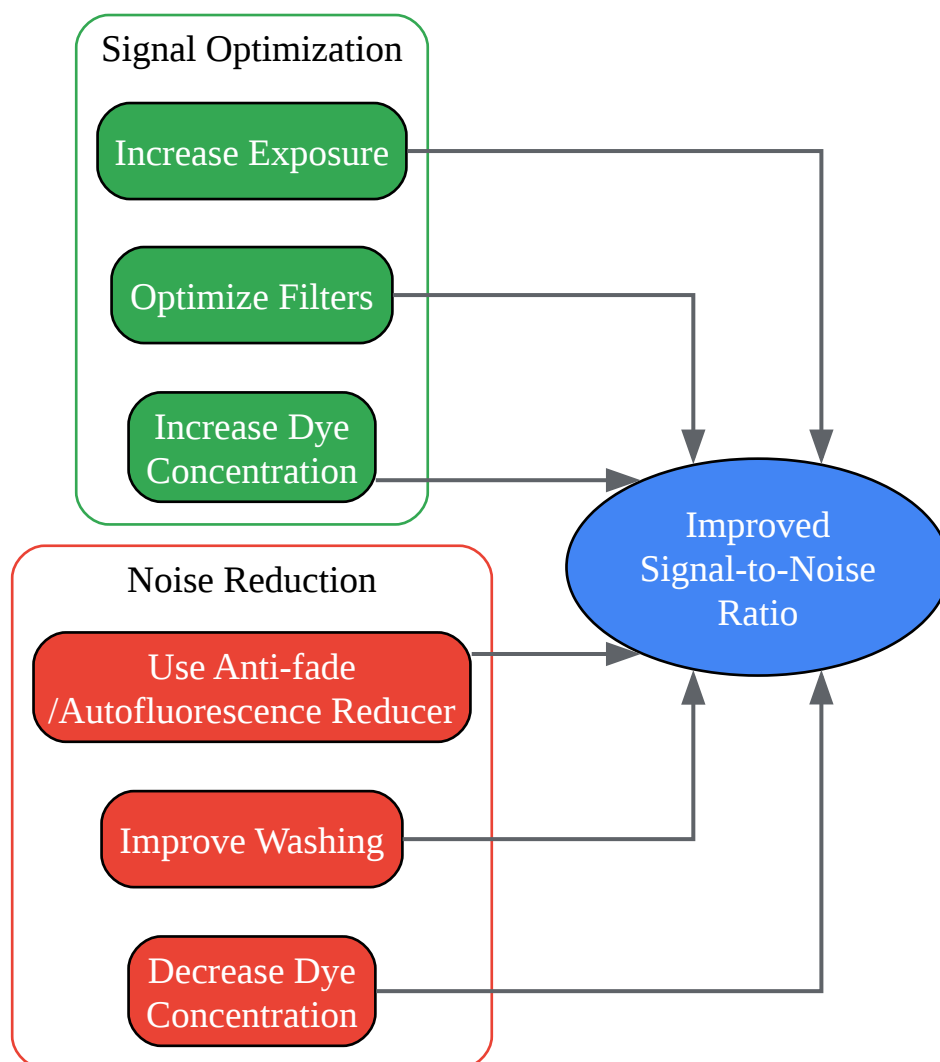 Signal Optimization
Increase Exposure
Optimize Filters
Increase Dye
Concentration
Improved
Signal-to-Noise
Ratio
Noise Reduction
Use Anti-fade
/Autofluorescence Reducer
Improve Washing
Decrease Dye
Concentration